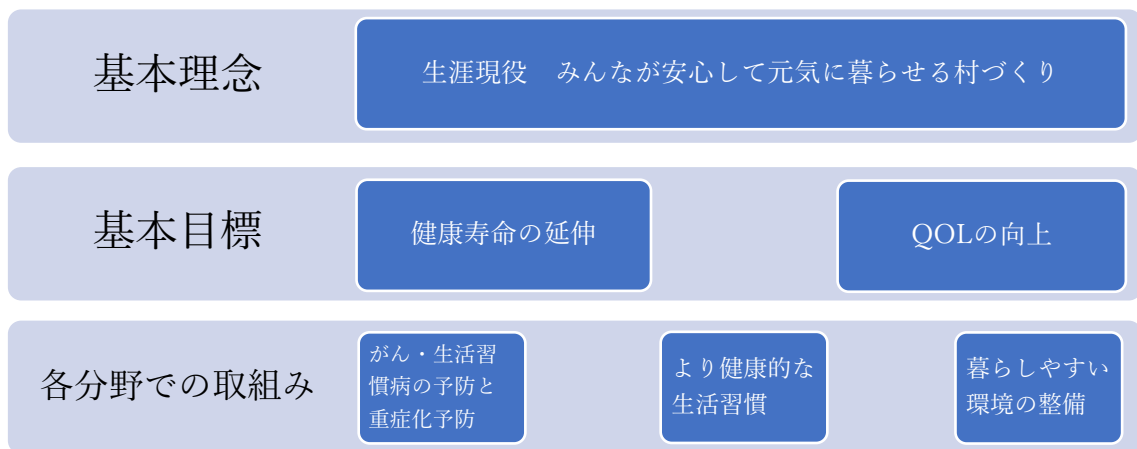 基本理念
生涯現役　みんなが安心して元気に暮らせる村づくり
基本目標
健康寿命の延伸
QOLの向上
各分野での取組み
がん・生活習
慣病の予防と
重症化予防
より健康的な
生活習慣
暮らしやすい
環境の整備